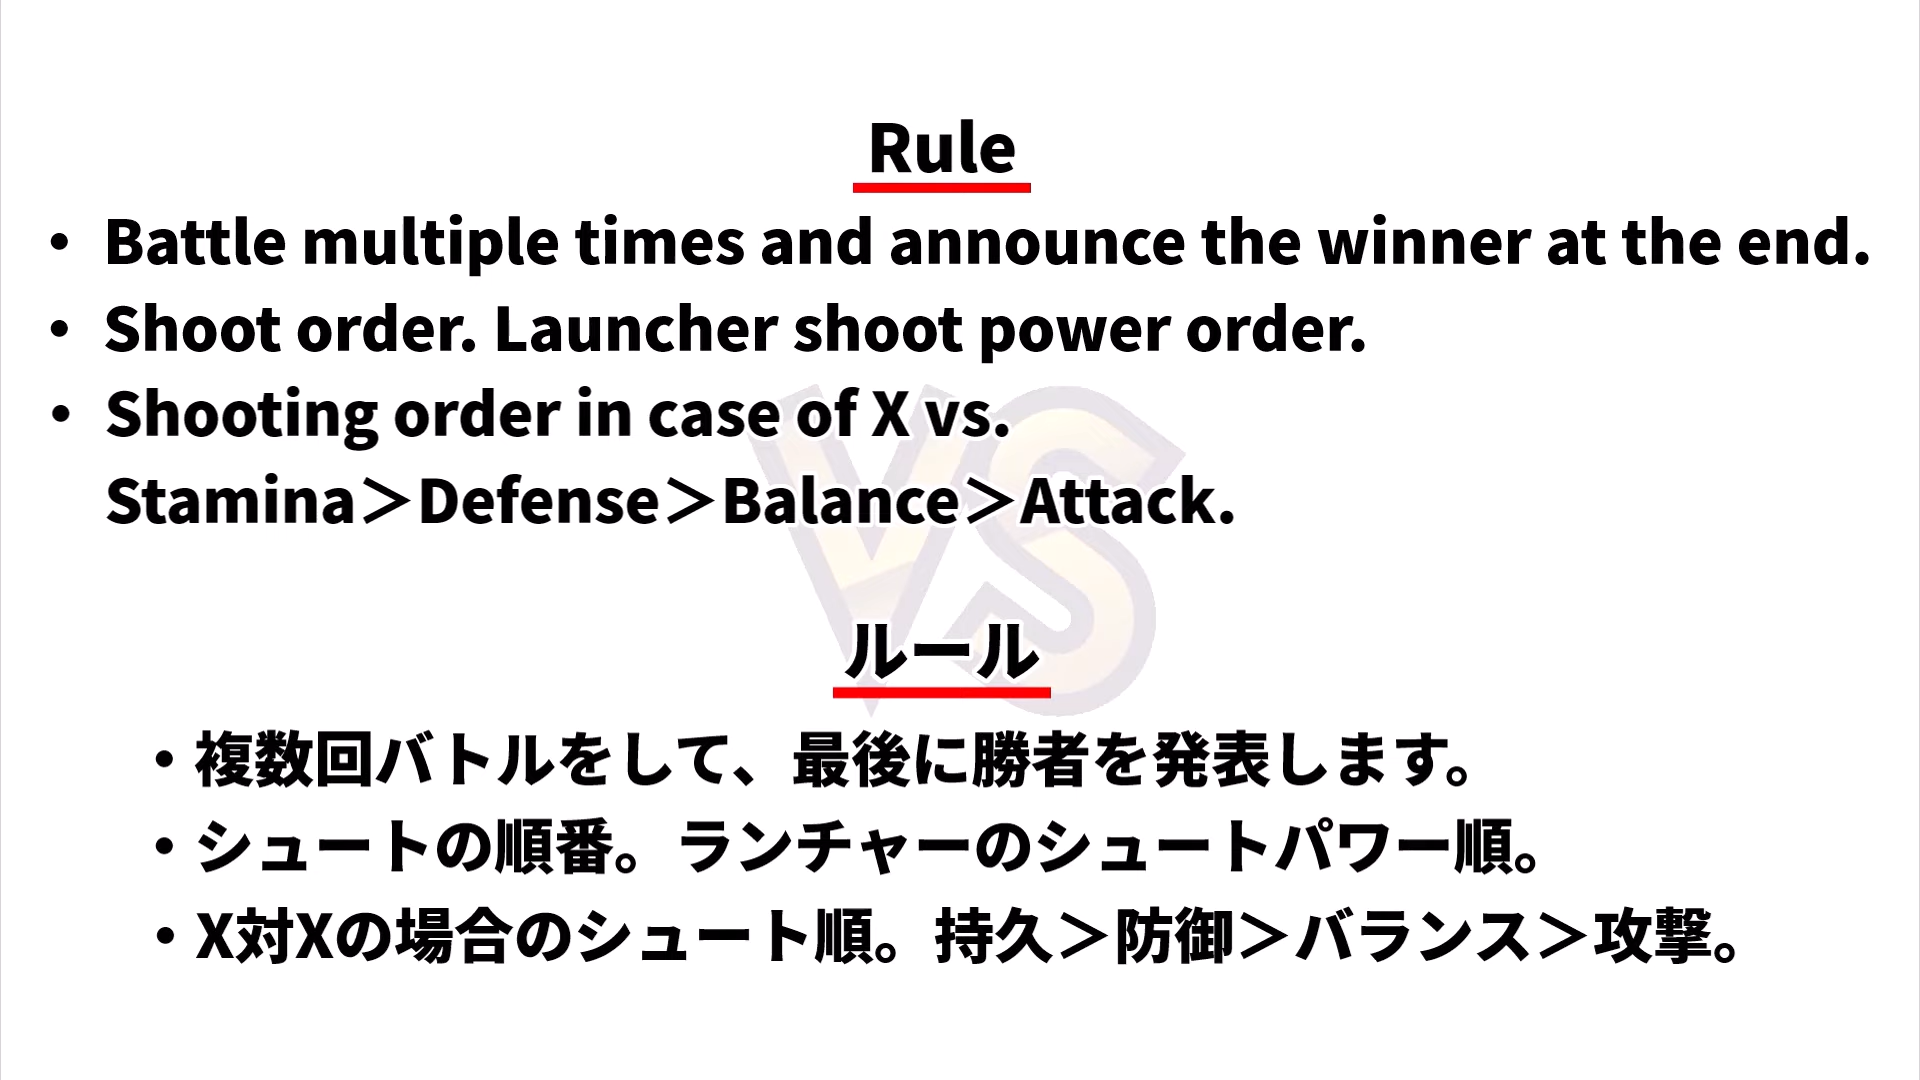 Rule
・ Battle multiple times and announce the winner at the end.
・ Shoot order. Launcher shoot power order.
・ Shooting order in case of X vs.
Stamina＞Defense＞Balance＞Attack.
VS
ルール
・複数回バトルをして、最後に勝者を発表します。
・シュートの順番。ランチャーのシュートパワー順。
・X対Xの場合のシュート順。持久＞防御＞バランス＞攻撃。